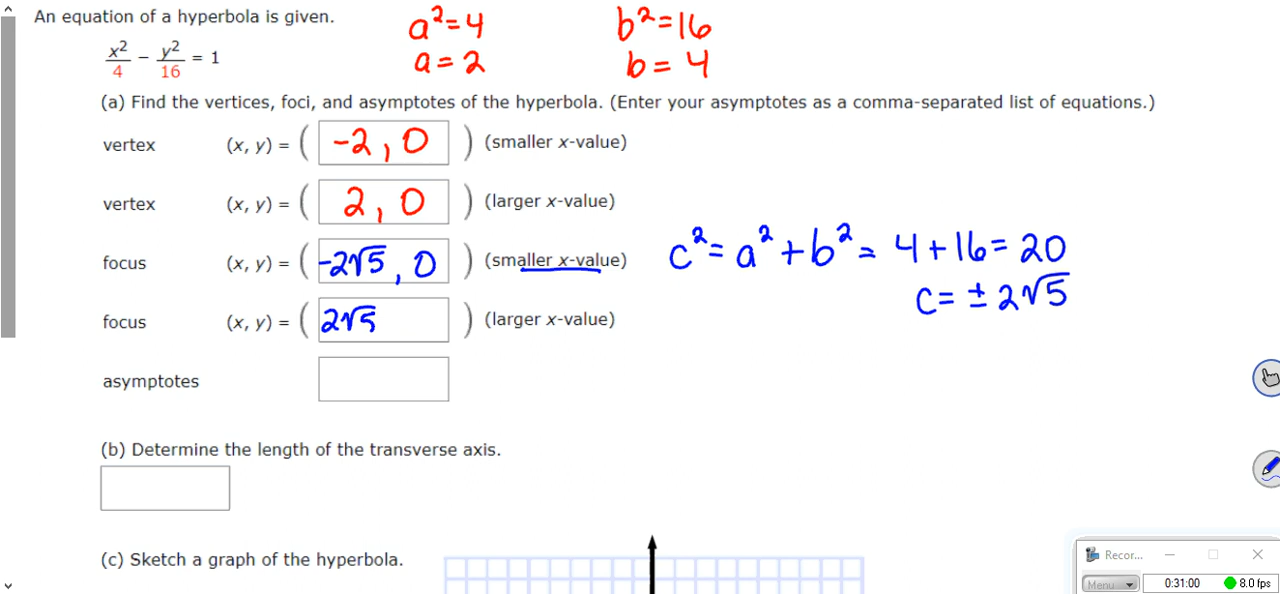 An equation of a hyperbola is given.
a²=4
b²=16
x²/4 − y²/16 = 1
a=2
b=4
(a) Find the vertices, foci, and asymptotes of the hyperbola. (Enter your asymptotes as a comma-separated list of equations.)
vertex (x, y) = ( -2, 0 ) (smaller x-value)
vertex (x, y) = ( 2, 0 ) (larger x-value)
focus (x, y) = ( -2√5, 0 ) (smaller x-value)
c²=a²+b²= 4+16=20
c= ±2√5
focus (x, y) = ( 2√5 ) (larger x-value)
asymptotes
(b) Determine the length of the transverse axis.
(c) Sketch a graph of the hyperbola.
Recor...
Menu 0:31:00 8.0 fps